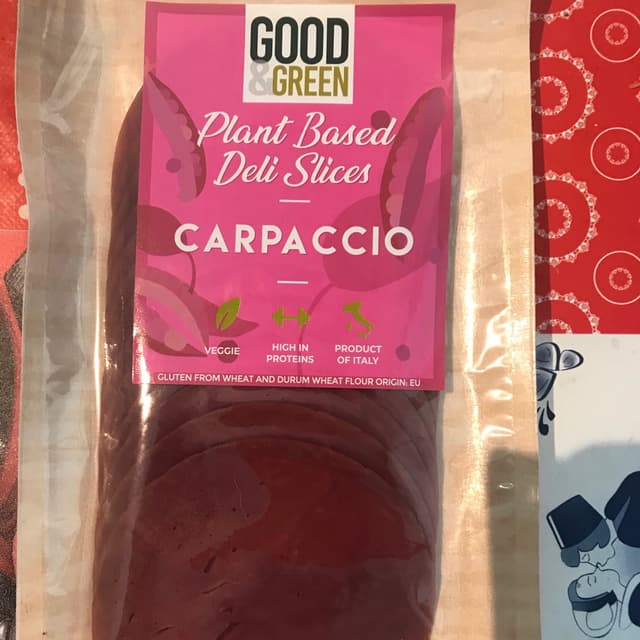 GOOD
& GREEN
Plant Based
Deli Slices
CARPACCIO
VEGGIE
HIGH IN
PROTEINS
PRODUCT
OF ITALY
GLUTEN FROM WHEAT AND DURUM WHEAT FLOUR ORIGIN: EU